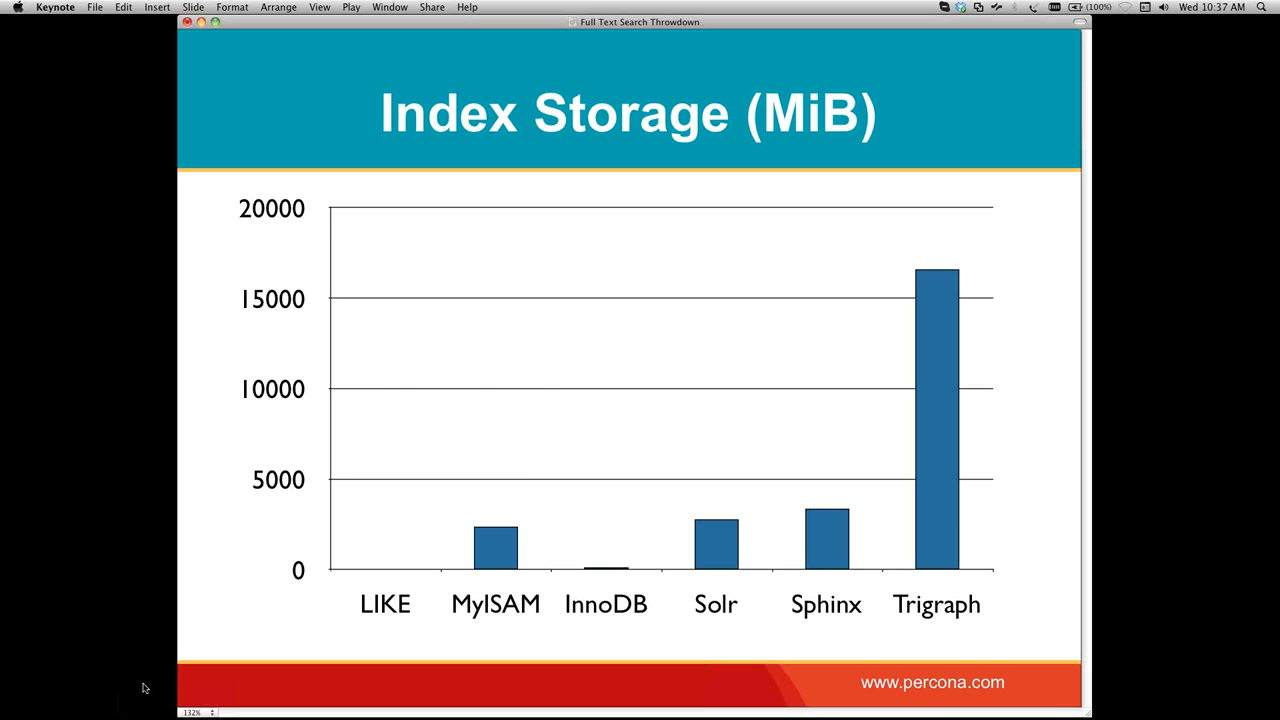 Keynote File Edit Insert Slide Format Arrange View Play Window Share Help (100%) Wed 10:37 AM
Full Text Search Throwdown
Index Storage (MiB)
20000
15000
10000
5000
0
LIKE MyISAM InnoDB Solr Sphinx Trigraph
www.percona.com
132%